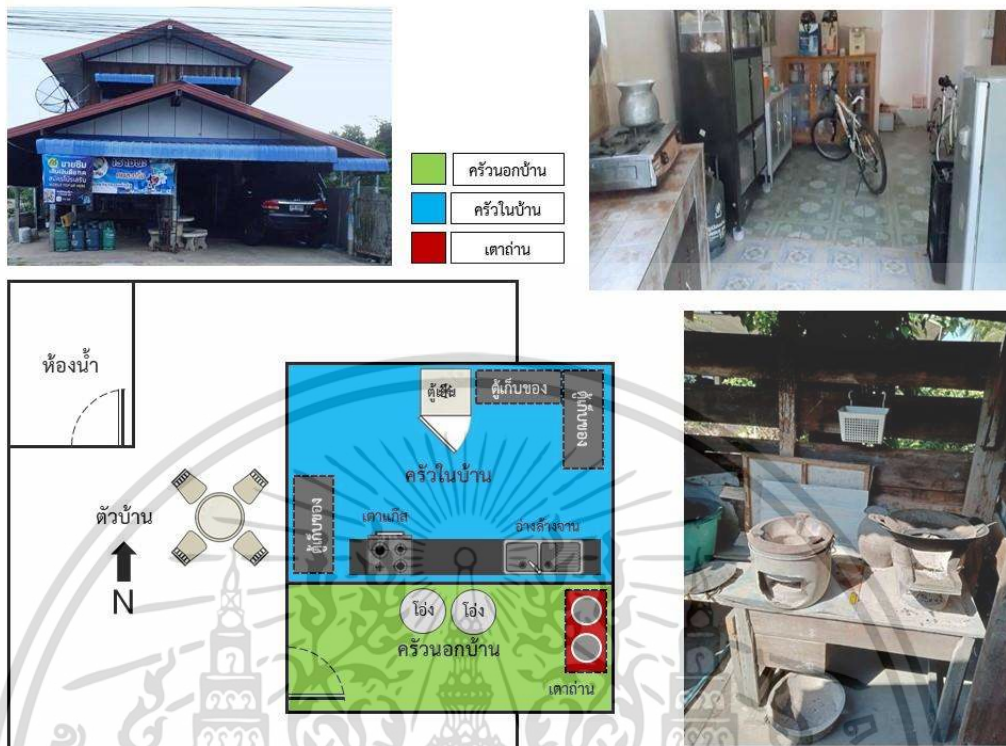 ขายซิม
ครัวนอกบ้าน
ครัวในบ้าน
เตาถ่าน
ห้องน้ำ
ตู้เย็น
ตู้เก็บของ
ตู้เก็บของ
ครัวในบ้าน
ตัวบ้าน
N
ตู้เก็บของ
เตาแก๊ส
อ่างล้างจาน
โอ่ง
โอ่ง
ครัวนอกบ้าน
เตาถ่าน